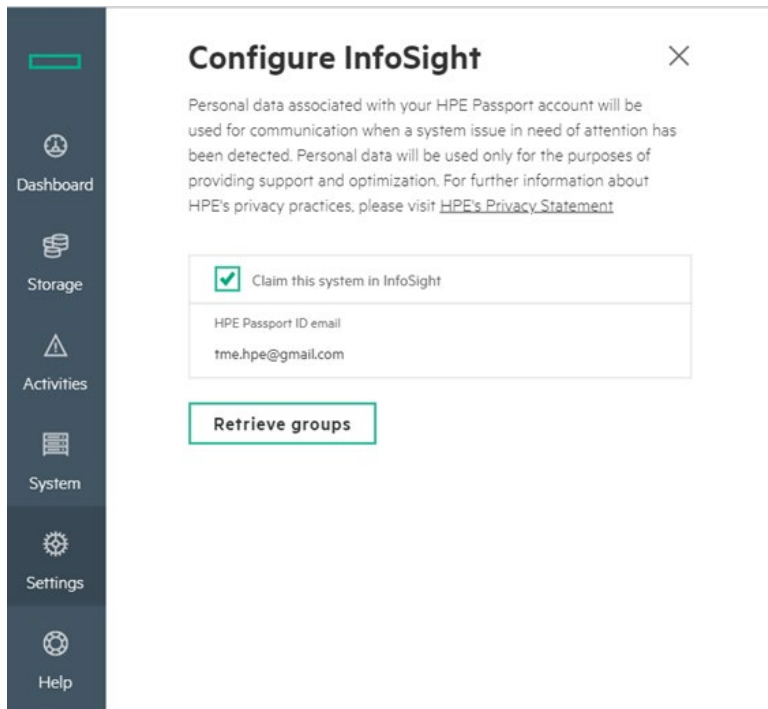 Configure InfoSight
Personal data associated with your HPE Passport account will be
used for communication when a system issue in need of attention has
been detected. Personal data will be used only for the purposes of
providing support and optimization. For further information about
HPE's privacy practices, please visit HPE's Privacy Statement
Claim this system in InfoSight
HPE Passport ID email
tme.hpe@gmail.com
Retrieve groups
Dashboard
Storage
Activities
System
Settings
Help